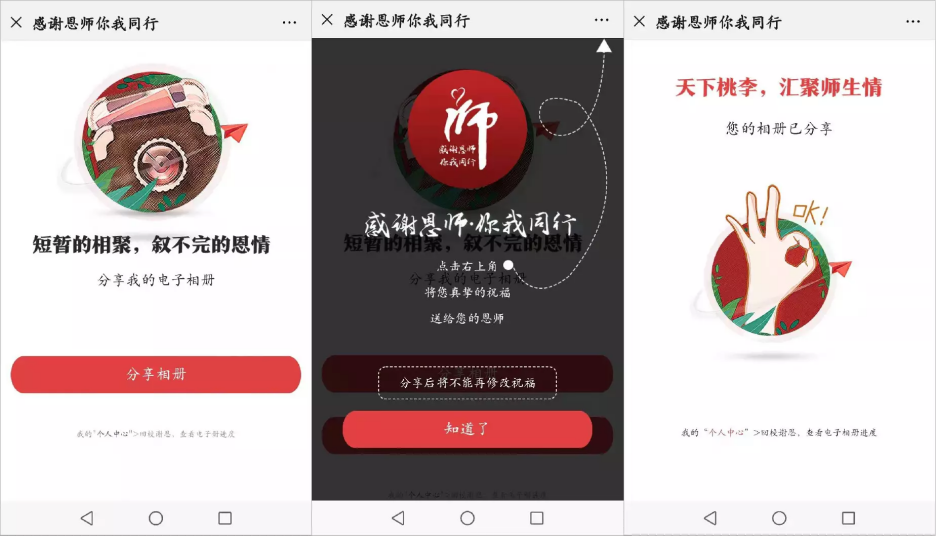 感谢恩师你我同行
短暂的相聚，叙不完的恩情
分享我的电子相册
分享相册
我的"个人中心">回校谢恩、查看电子册进度
感谢恩师你我同行
师
感谢恩师
你我同行
感谢恩师·你我同行
短暂的相聚，叙不完的恩情
点击右上角
分享我的电子相册
将您真挚的祝福
送给您的恩师
分享后将不能再修改祝福
知道了
感谢恩师你我同行
天下桃李，汇聚师生情
您的相册已分享
OK!
我的"个人中心">回校谢恩、查看电子相册进度